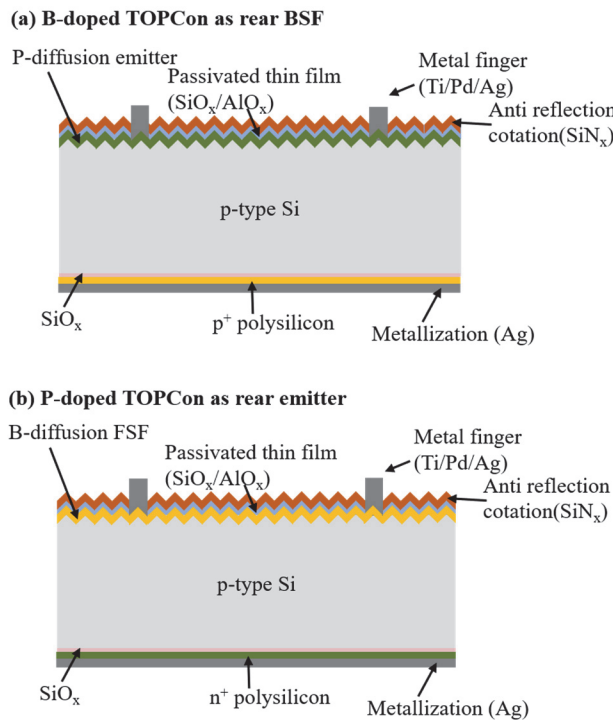 (a) B-doped TOPCon as rear BSF
P-diffusion emitter
Passivated thin film
(SiOₓ/AlOₓ)
Metal finger
(Ti/Pd/Ag)
Anti reflection
cotation(SiNₓ)
p-type Si
SiOₓ
p⁺ polysilicon
Metallization (Ag)
(b) P-doped TOPCon as rear emitter
B-diffusion FSF
Passivated thin film
(SiOₓ/AlOₓ)
Metal finger
(Ti/Pd/Ag)
Anti reflection
cotation(SiNₓ)
p-type Si
SiOₓ
n⁺ polysilicon
Metallization (Ag)